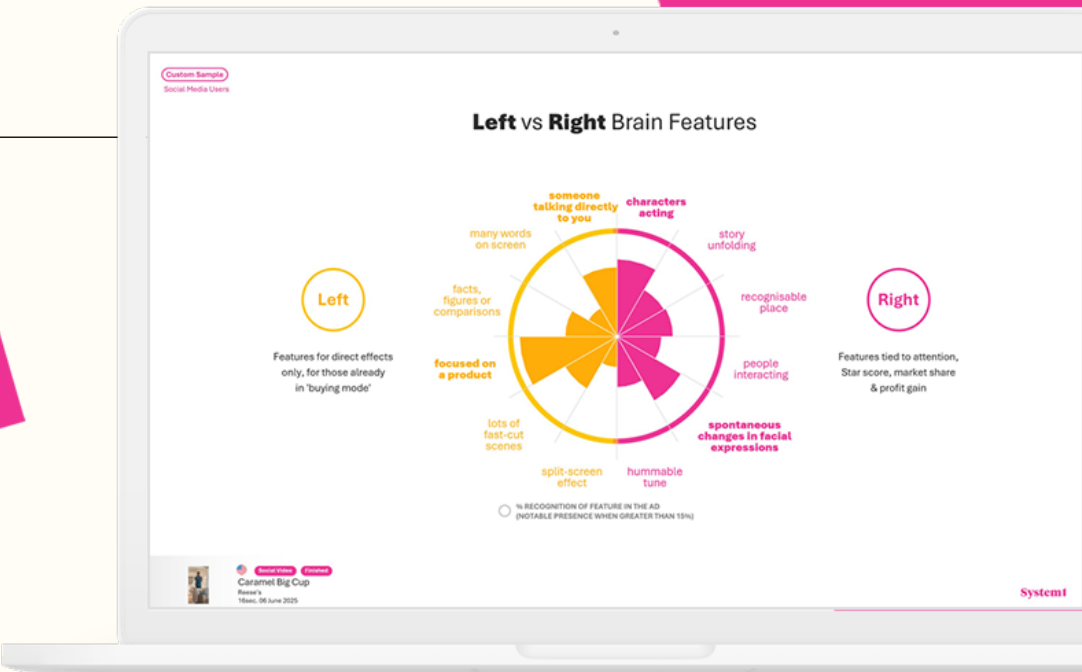 Custom Sample
Social Media Users
Left vs Right Brain Features
someone
talking directly
to you
characters
acting
many words
on screen
story
unfolding
facts,
figures or
comparisons
recognisable
place
Left
Right
Features for direct effects
only, for those already
in 'buying mode'
Features tied to attention,
Star score, market share
& profit gain
focused on
a product
people
interacting
lots of
fast-cut
scenes
spontaneous
changes in facial
expressions
split-screen
effect
hummable
tune
% RECOGNITION OF FEATURE IN THE AD
(NOTABLE PRESENCE WHEN GREATER THAN 15%)
Social Video Finished
Caramel Big Cup
Reese's
16sec. 06 June 2025
System1